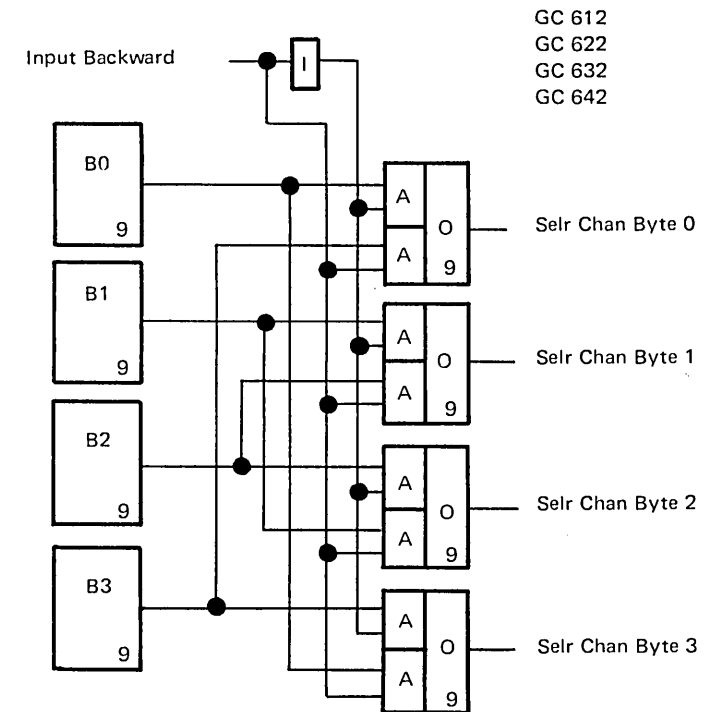 GC 612
GC 622
GC 632
GC 642
Input Backward
I
B0
9
A
O
A
9
Selr Chan Byte 0
B1
9
A
O
A
9
Selr Chan Byte 1
B2
9
A
O
A
9
Selr Chan Byte 2
B3
9
A
O
A
9
Selr Chan Byte 3